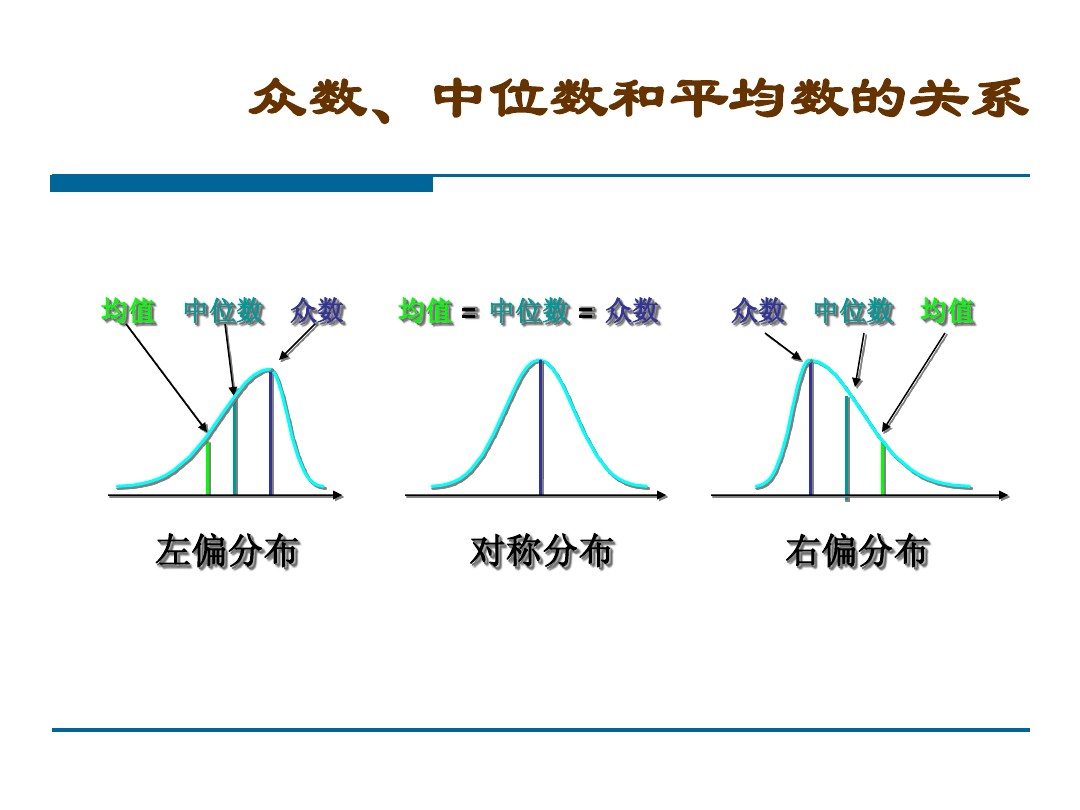 众数、中位数和平均数的关系
均值 中位数 众数 均值 = 中位数 = 众数 众数 中位数 均值
左偏分布 对称分布 右偏分布